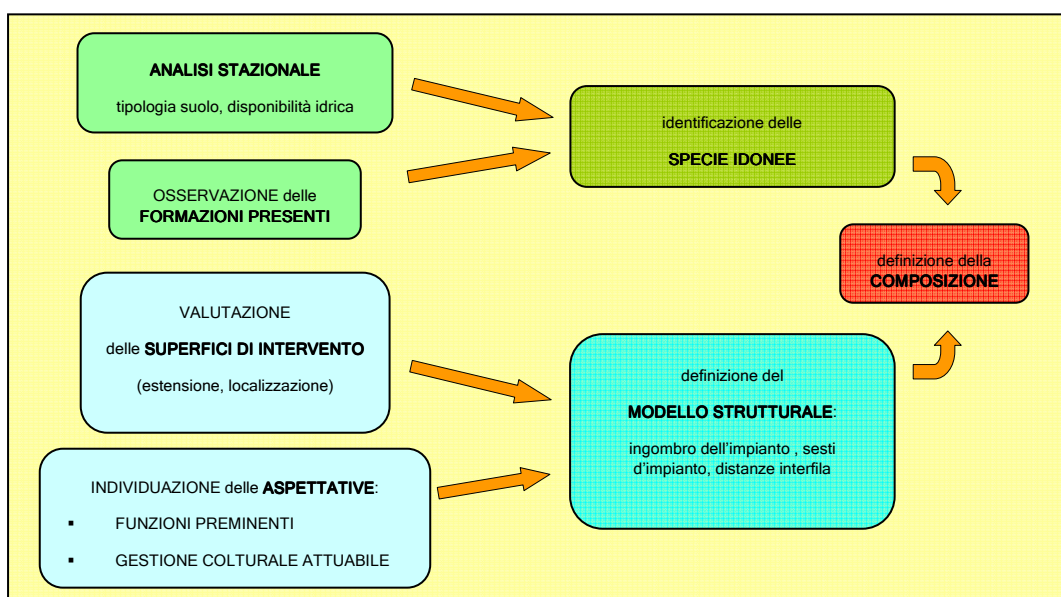 ANALISI STAZIONALE
tipologia suolo, disponibilità idrica
OSSERVAZIONE delle
FORMAZIONI PRESENTI
identificazione delle
SPECIE IDONEE
definizione della
COMPOSIZIONE
VALUTAZIONE
delle SUPERFICI DI INTERVENTO
(estensione, localizzazione)
INDIVIDUAZIONE delle ASPETTATIVE:
▪ FUNZIONI PREMINENTI
▪ GESTIONE COLTURALE ATTUABILE
definizione del
MODELLO STRUTTURALE:
ingombro dell'impianto , sesti
d'impianto, distanze interfila